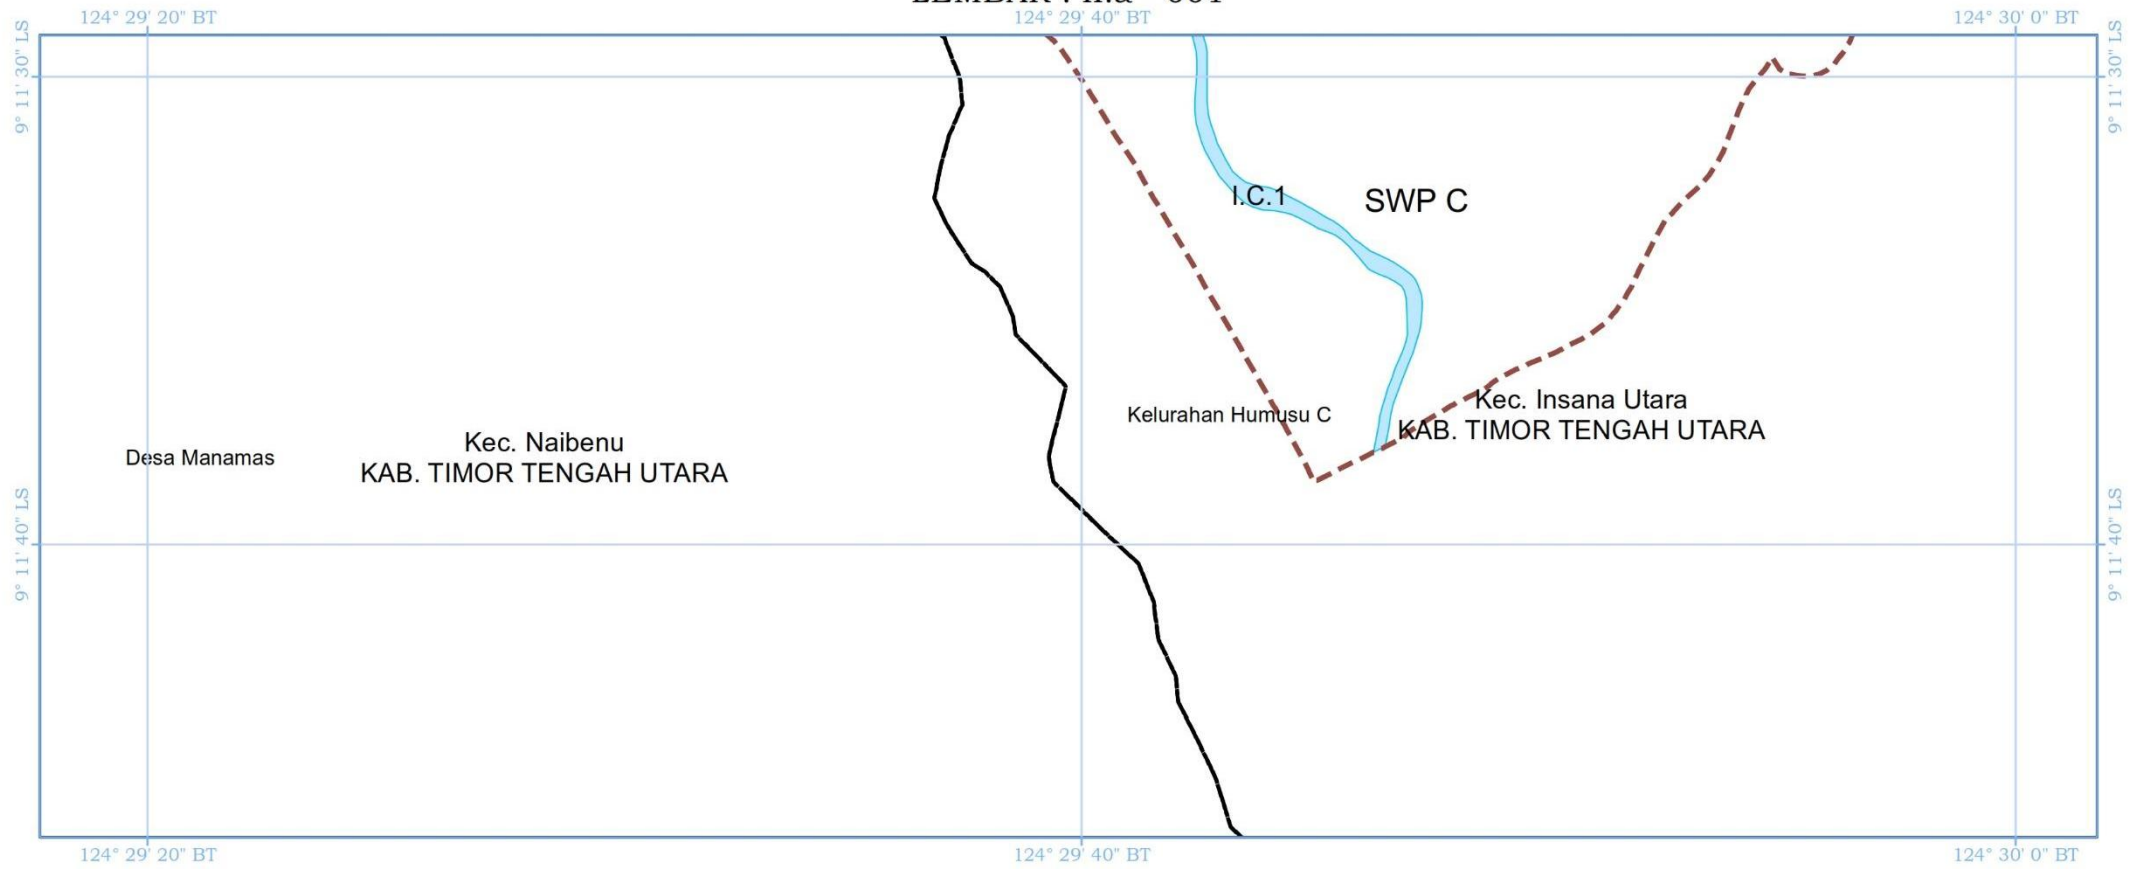 124° 29' 20" BT
124° 29' 40" BT
124° 30' 0" BT
9° 11' 30" LS
9° 11' 30" LS
I.C.1
SWP C
Kec. Insana Utara
KAB. TIMOR TENGAH UTARA
Kelurahan Humusu C
Kec. Naibenu
KAB. TIMOR TENGAH UTARA
Desa Manamas
9° 11' 40" LS
9° 11' 40" LS
124° 29' 20" BT
124° 29' 40" BT
124° 30' 0" BT